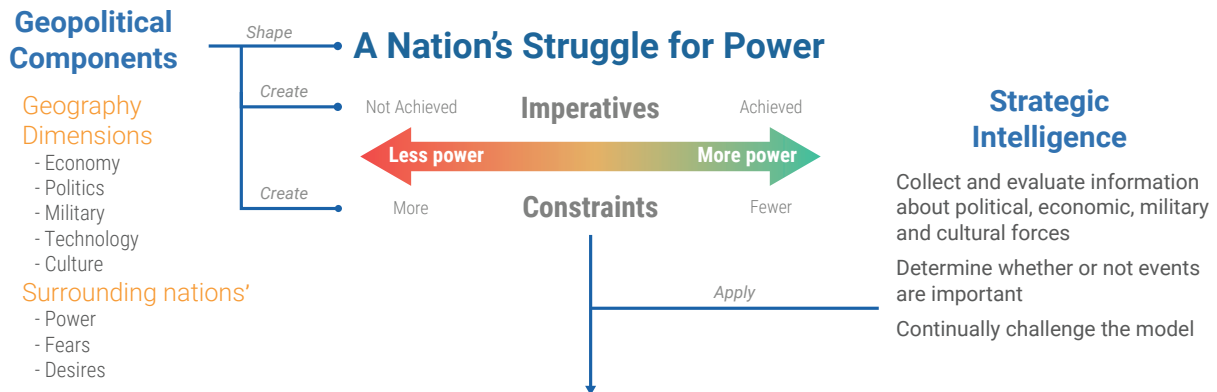 Geopolitical
Components
Geography
Dimensions
- Economy
- Politics
- Military
- Technology
- Culture
Surrounding nations’
- Power
- Fears
- Desires
Shape
Create
Create
A Nation’s Struggle for Power
Not Achieved Imperatives Achieved
Less power More power
More Constraints Fewer
Apply
Strategic
Intelligence
Collect and evaluate information
about political, economic, military
and cultural forces
Determine whether or not events
are important
Continually challenge the model